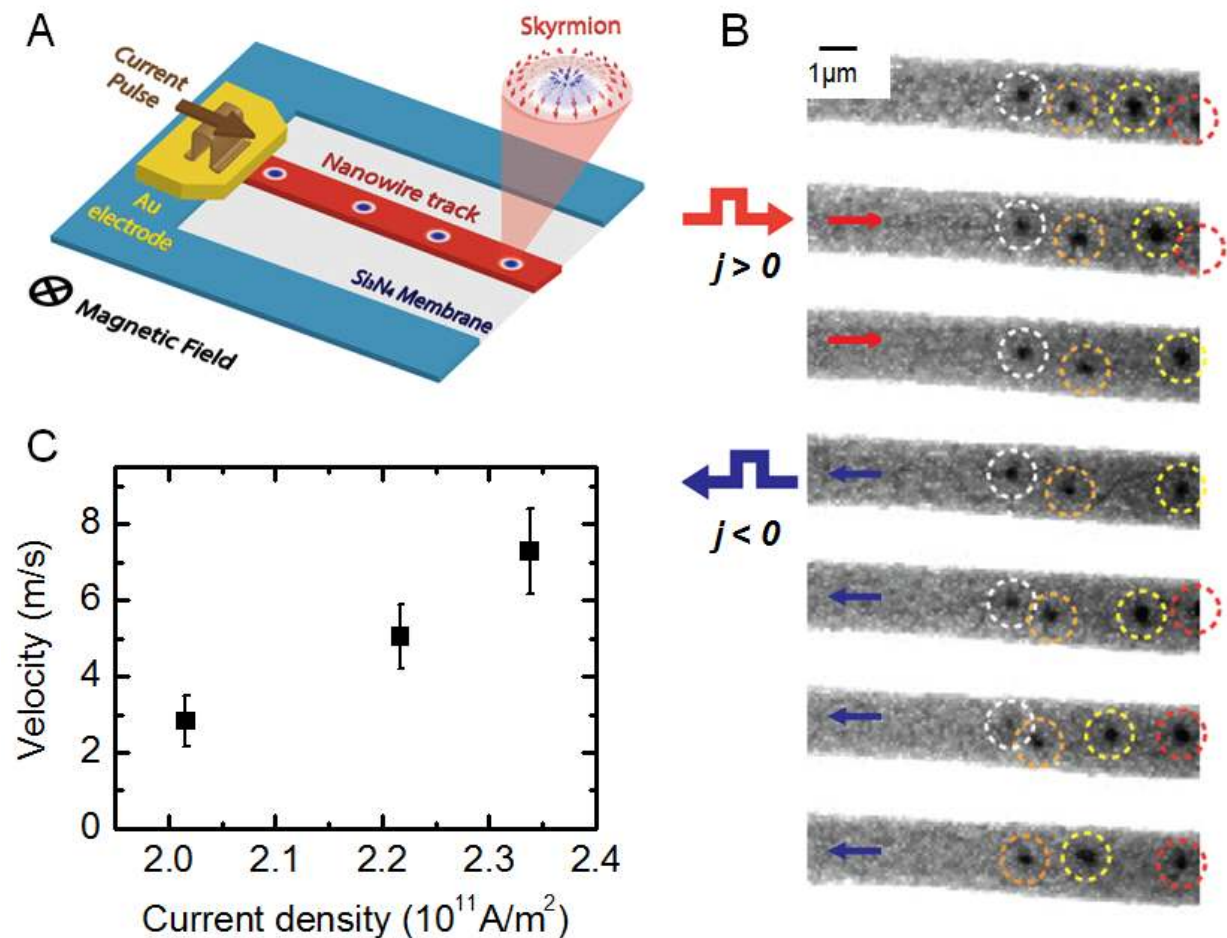 A
Skyrmion
Current
Pulse
Nanowire track
Au
electrode
Si₃N₄ Membrane
Magnetic Field
B
1μm
j > 0
j < 0
C
Velocity (m/s)
8
6
4
2
0
2.0 2.1 2.2 2.3 2.4
Current density (10¹¹A/m²)